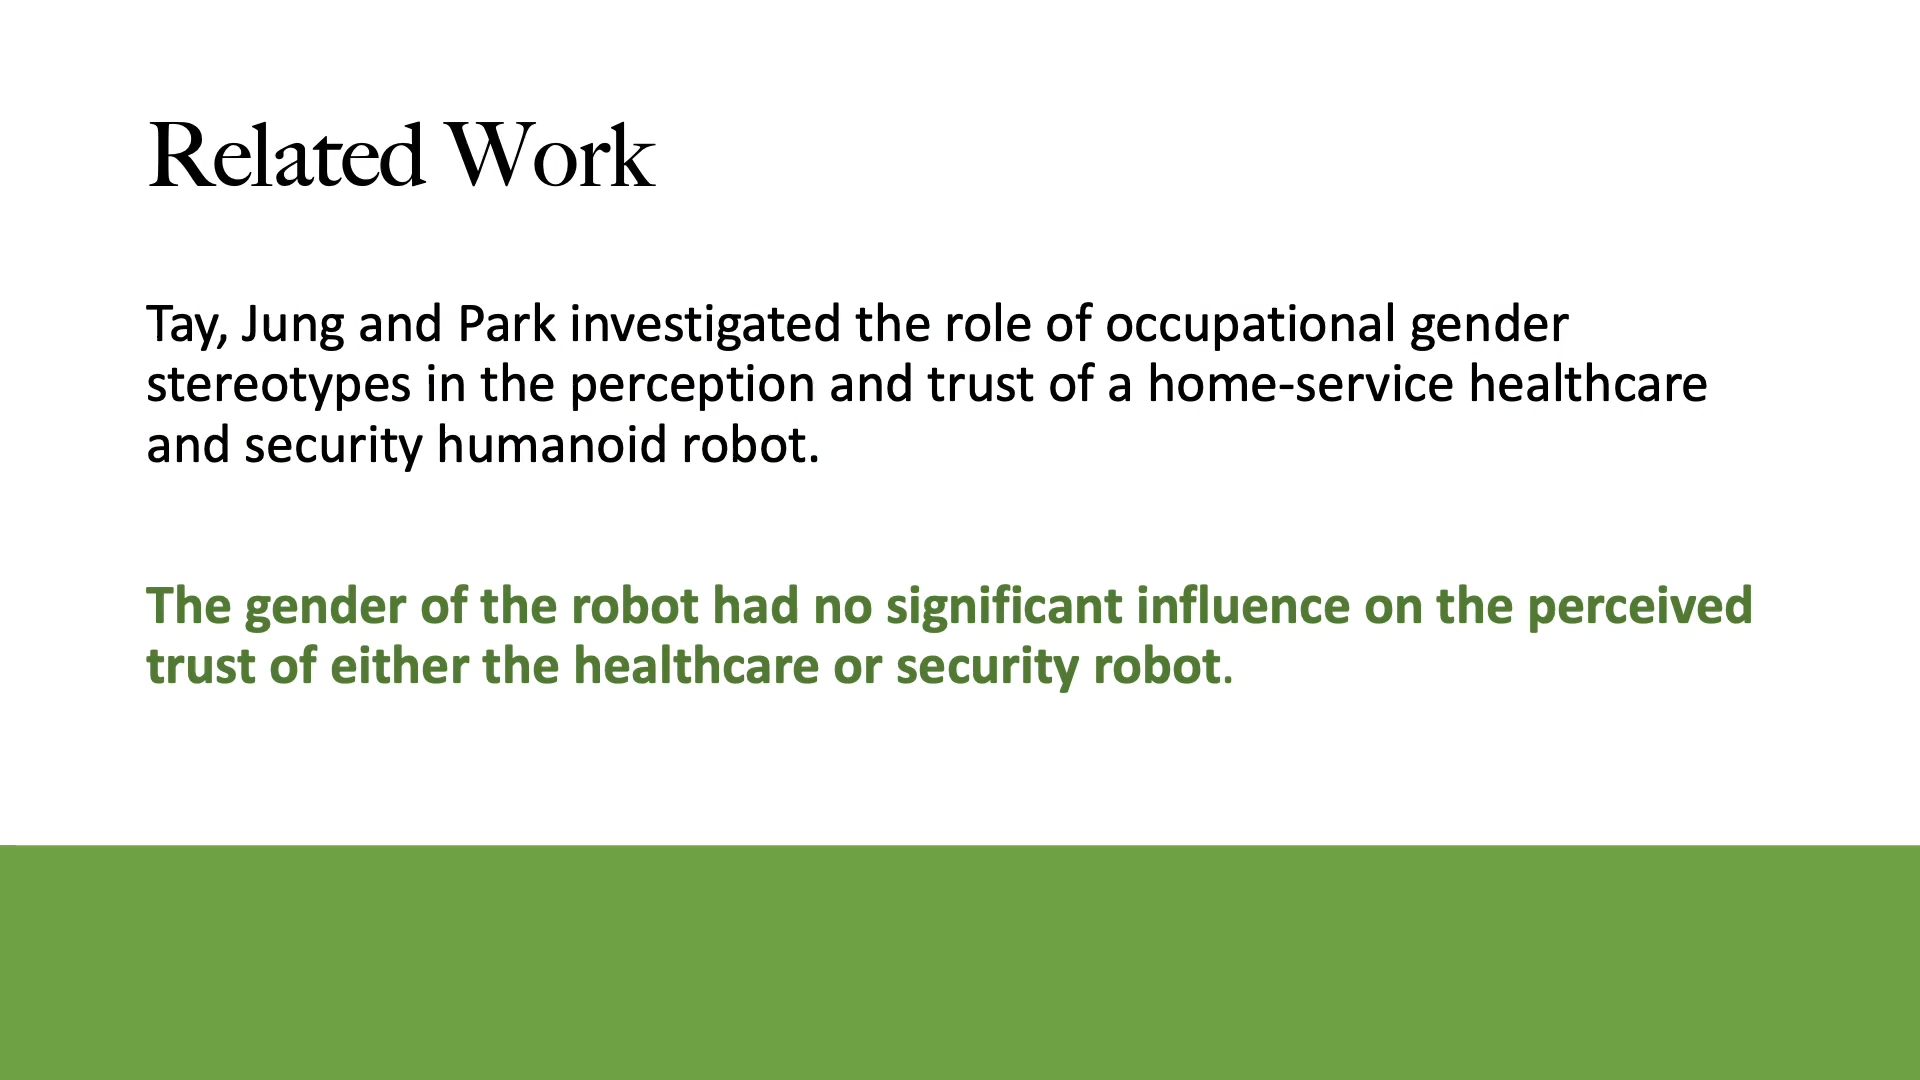 Related Work
Tay, Jung and Park investigated the role of occupational gender
stereotypes in the perception and trust of a home-service healthcare
and security humanoid robot.
The gender of the robot had no significant influence on the perceived
trust of either the healthcare or security robot.